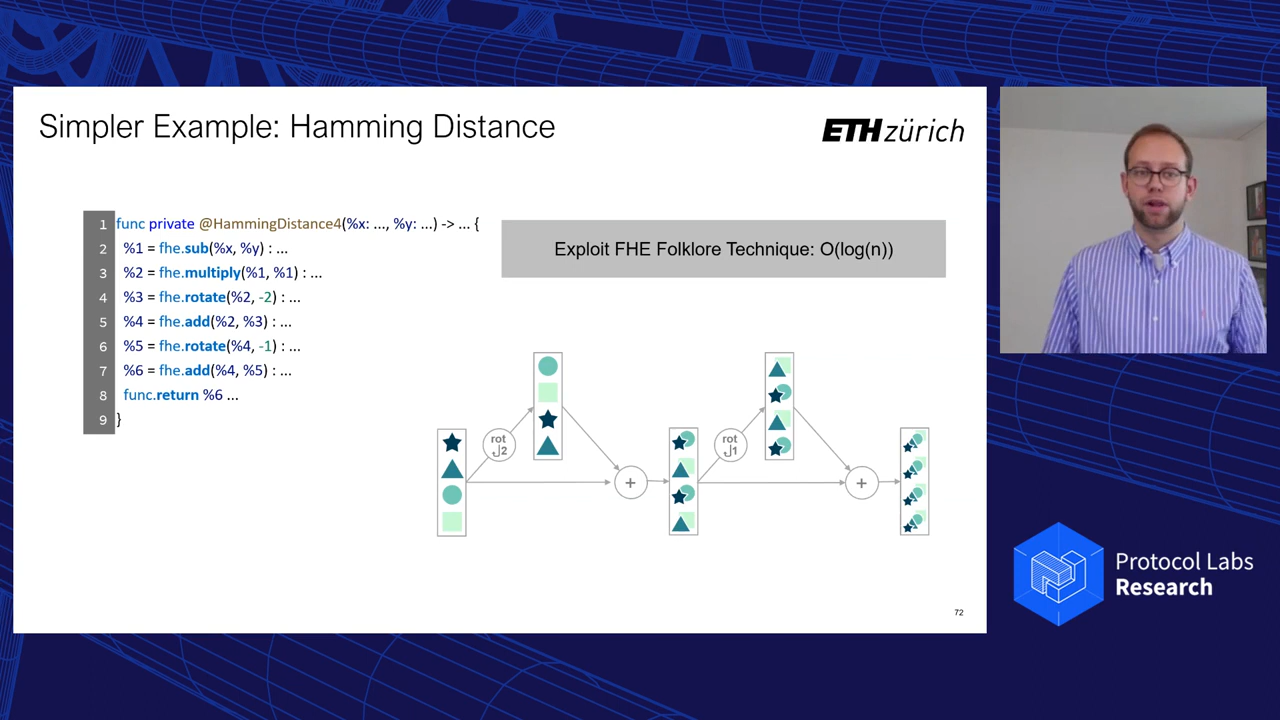 Simpler Example: Hamming Distance
ETH zürich
1 func private @HammingDistance4(%x: ..., %y: ...) -> ... {
2 %1 = fhe.sub(%x, %y) : ...
3 %2 = fhe.multiply(%1, %1) : ...
4 %3 = fhe.rotate(%2, -2) : ...
5 %4 = fhe.add(%2, %3) : ...
6 %5 = fhe.rotate(%4, -1) : ...
7 %6 = fhe.add(%4, %5) : ...
8 func.return %6 ...
9 }
Exploit FHE Folklore Technique: O(log(n))
rot
2
+
rot
1
+
72
Protocol Labs
Research